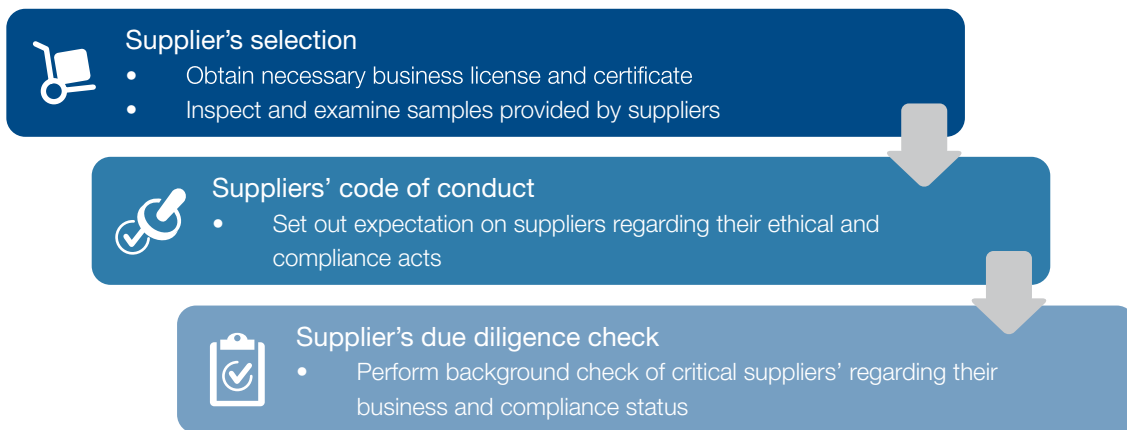 Supplier’s selection
• Obtain necessary business license and certificate
• Inspect and examine samples provided by suppliers
Suppliers’ code of conduct
• Set out expectation on suppliers regarding their ethical and
compliance acts
Supplier’s due diligence check
• Perform background check of critical suppliers’ regarding their
business and compliance status